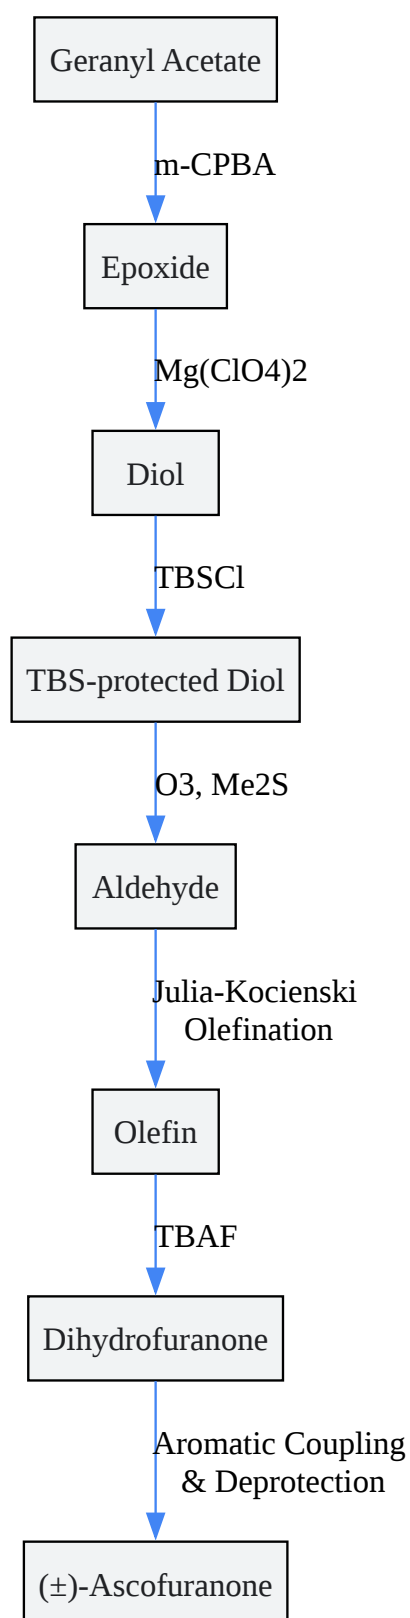 Geranyl Acetate
m-CPBA
Epoxide
Mg(ClO4)2
Diol
TBSCl
TBS-protected Diol
O3, Me2S
Aldehyde
Julia-Kocienski
Olefination
Olefin
TBAF
Dihydrofuranone
Aromatic Coupling
& Deprotection
(±)-Ascofuranone